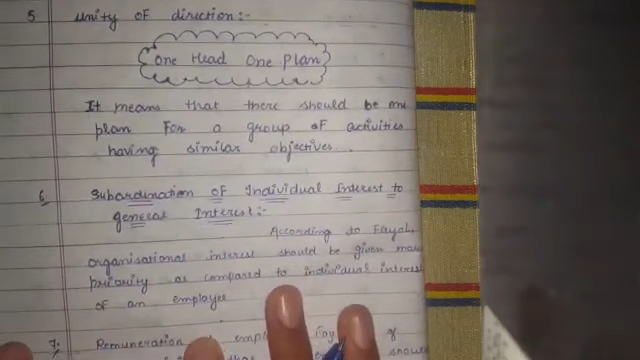 5 Unity OF direction:-
One Head One Plan
It means that there should be one
plan For a group of activities
having similar objectives.
6. Subordination OF Individual Interest to
general Interest:-
According to Fayol,
organisational interest should be given more
priority as compared to individual interest
OF an employee
7. Remuneration